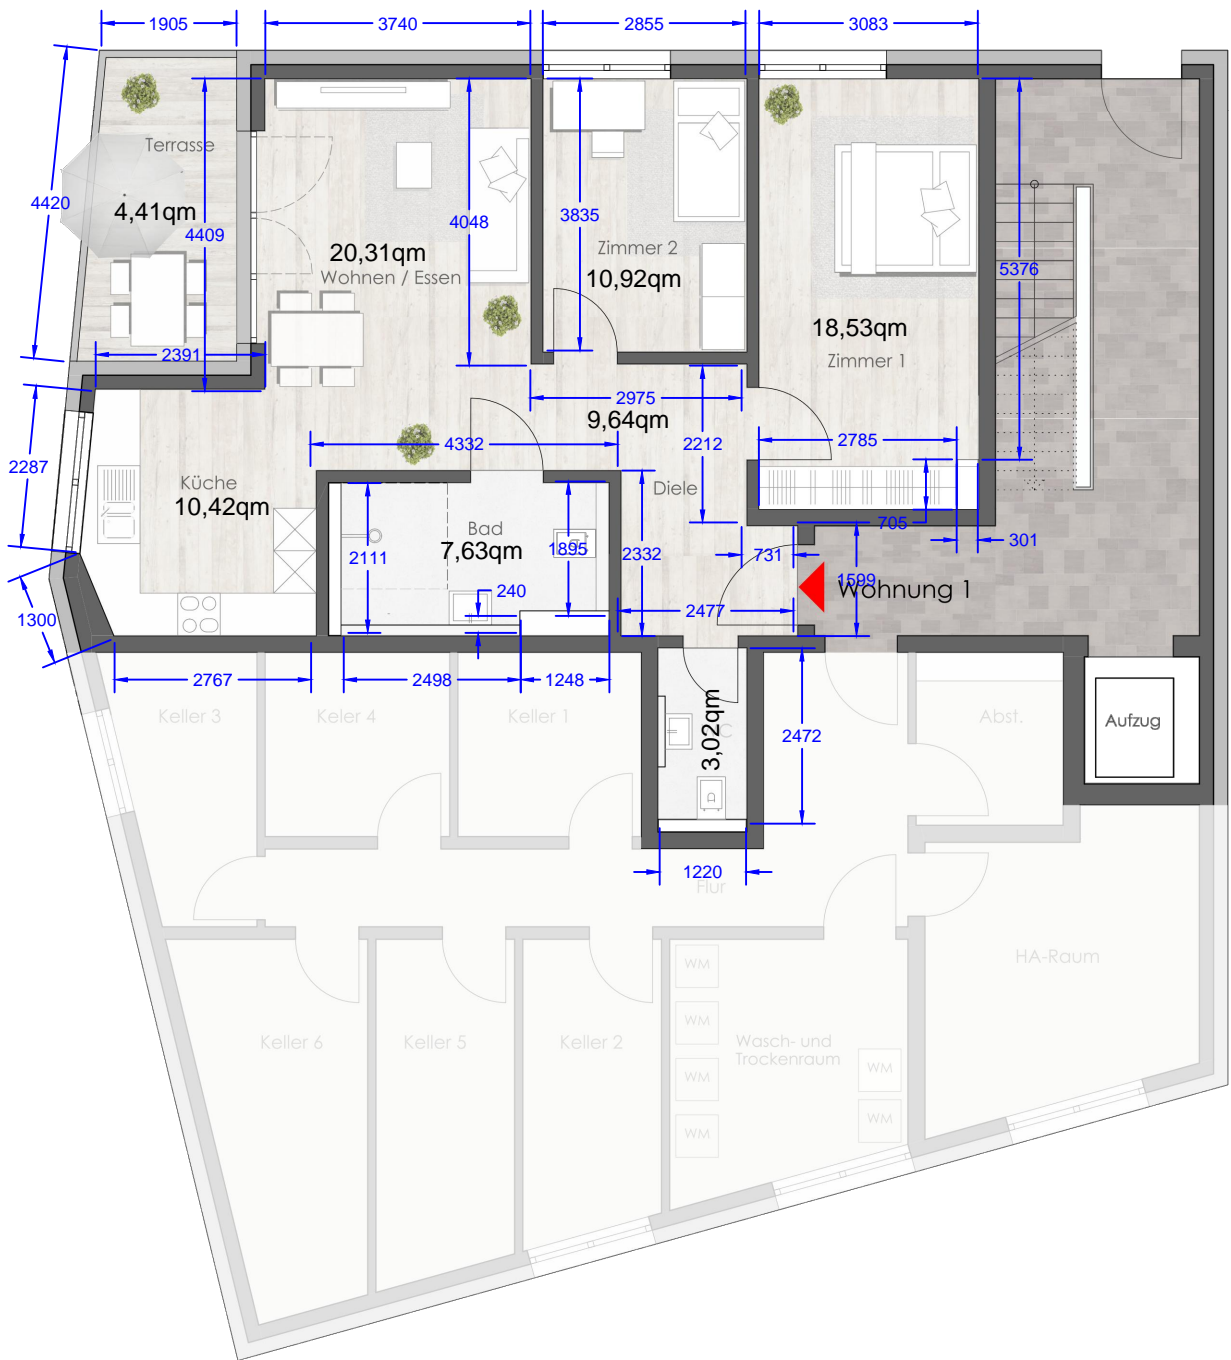 1905
3740
2855
3083
Terrasse
4420
4,41qm
4409
4048
3835
20,31qm
Wohnen / Essen
Zimmer 2
10,92qm
5376
18,53qm
Zimmer 1
2391
2975
9,64qm
4332
2212
2785
2287
Küche
10,42qm
Diele
Bad
7,63qm
2111
1895
2332
705
731
301
1599
Wohnung 1
240
2477
1300
2767
2498
1248
Keller 3
Keler 4
Keller 1
3,02qm
2472
Abst.
Aufzug
1220
Flur
HA-Raum
WM
WM
WM
WM
Wasch- und
Trockenraum
WM
WM
Keller 6
Keller 5
Keller 2